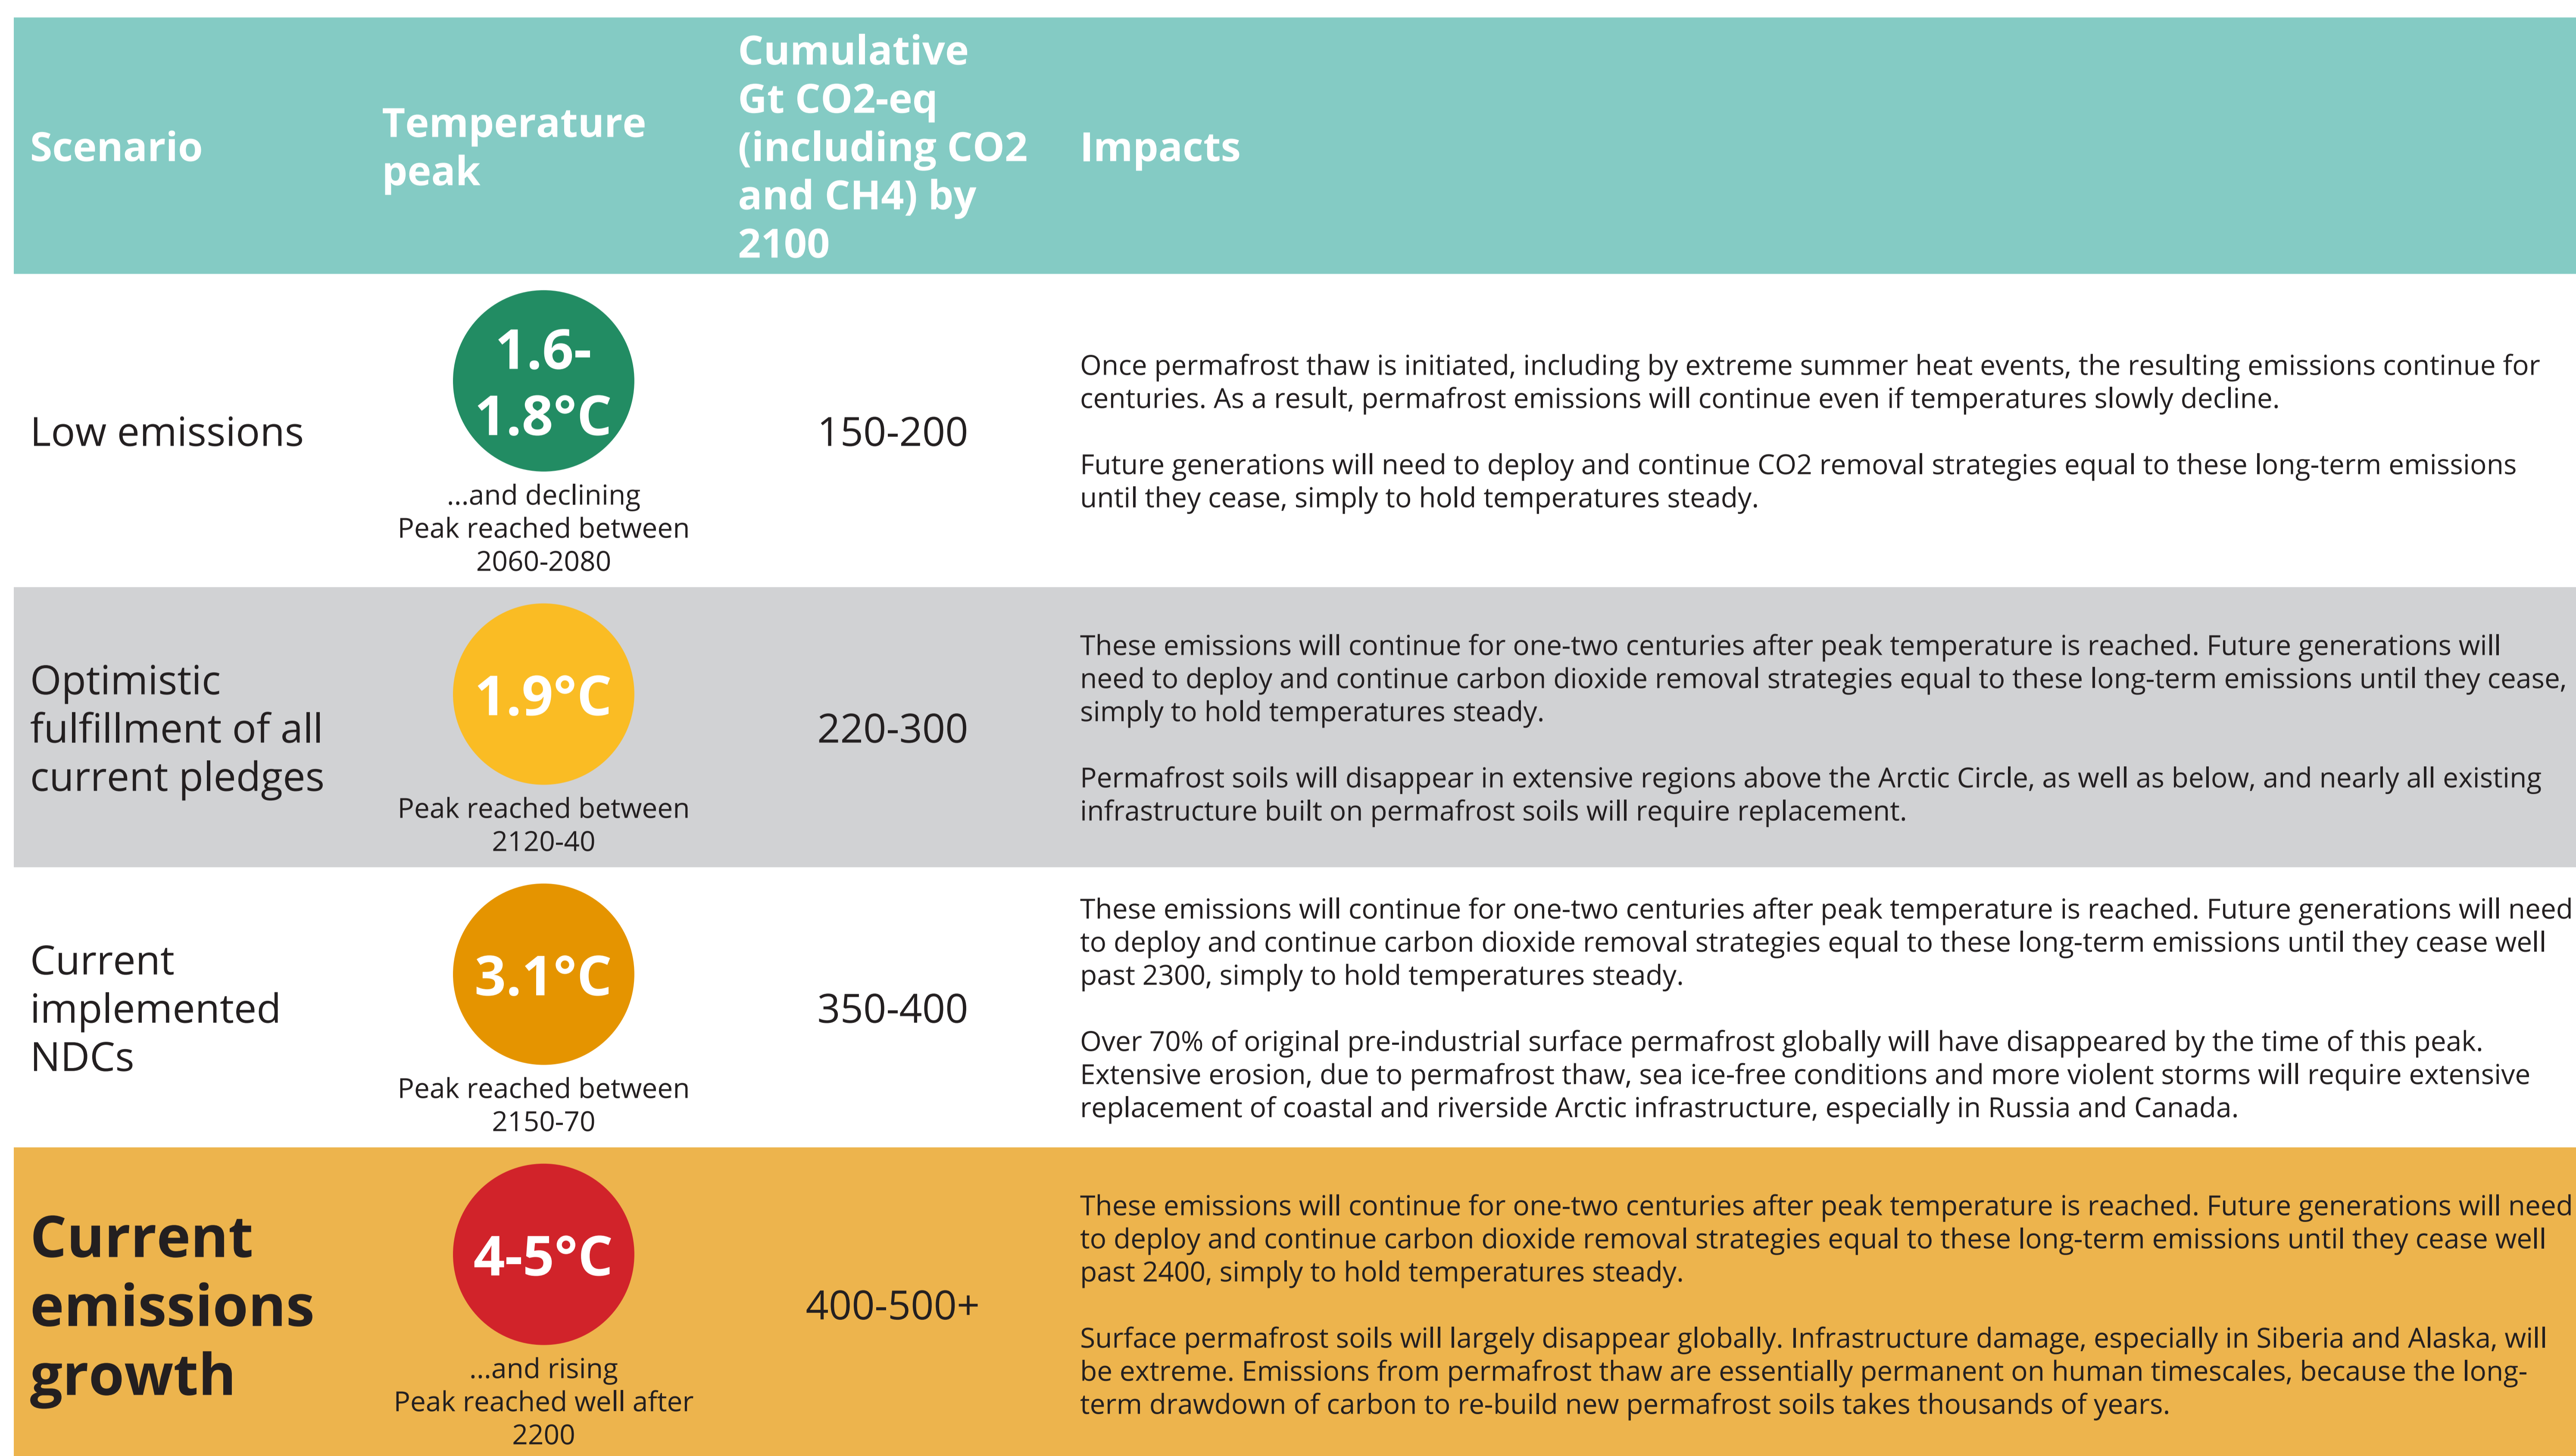 Scenario
Temperature
peak
Cumulative
Gt CO2-eq
(including CO2
and CH4) by
2100
Impacts
Low emissions
1.6-
1.8°C
...and declining
Peak reached between
2060-2080
150-200
Once permafrost thaw is initiated, including by extreme summer heat events, the resulting emissions continue for
centuries. As a result, permafrost emissions will continue even if temperatures slowly decline.
Future generations will need to deploy and continue CO2 removal strategies equal to these long-term emissions
until they cease, simply to hold temperatures steady.
Optimistic
fulfillment of all
current pledges
1.9°C
Peak reached between
2120-40
220-300
These emissions will continue for one-two centuries after peak temperature is reached. Future generations will
need to deploy and continue carbon dioxide removal strategies equal to these long-term emissions until they cease,
simply to hold temperatures steady.
Permafrost soils will disappear in extensive regions above the Arctic Circle, as well as below, and nearly all existing
infrastructure built on permafrost soils will require replacement.
Current
implemented
NDCs
3.1°C
Peak reached between
2150-70
350-400
These emissions will continue for one-two centuries after peak temperature is reached. Future generations will need
to deploy and continue carbon dioxide removal strategies equal to these long-term emissions until they cease well
past 2300, simply to hold temperatures steady.
Over 70% of original pre-industrial surface permafrost globally will have disappeared by the time of this peak.
Extensive erosion, due to permafrost thaw, sea ice-free conditions and more violent storms will require extensive
replacement of coastal and riverside Arctic infrastructure, especially in Russia and Canada.
Current
emissions
growth
4-5°C
...and rising
Peak reached well after
2200
400-500+
These emissions will continue for one-two centuries after peak temperature is reached. Future generations will need
to deploy and continue carbon dioxide removal strategies equal to these long-term emissions until they cease well
past 2400, simply to hold temperatures steady.
Surface permafrost soils will largely disappear globally. Infrastructure damage, especially in Siberia and Alaska, will
be extreme. Emissions from permafrost thaw are essentially permanent on human timescales, because the long-
term drawdown of carbon to re-build new permafrost soils takes thousands of years.